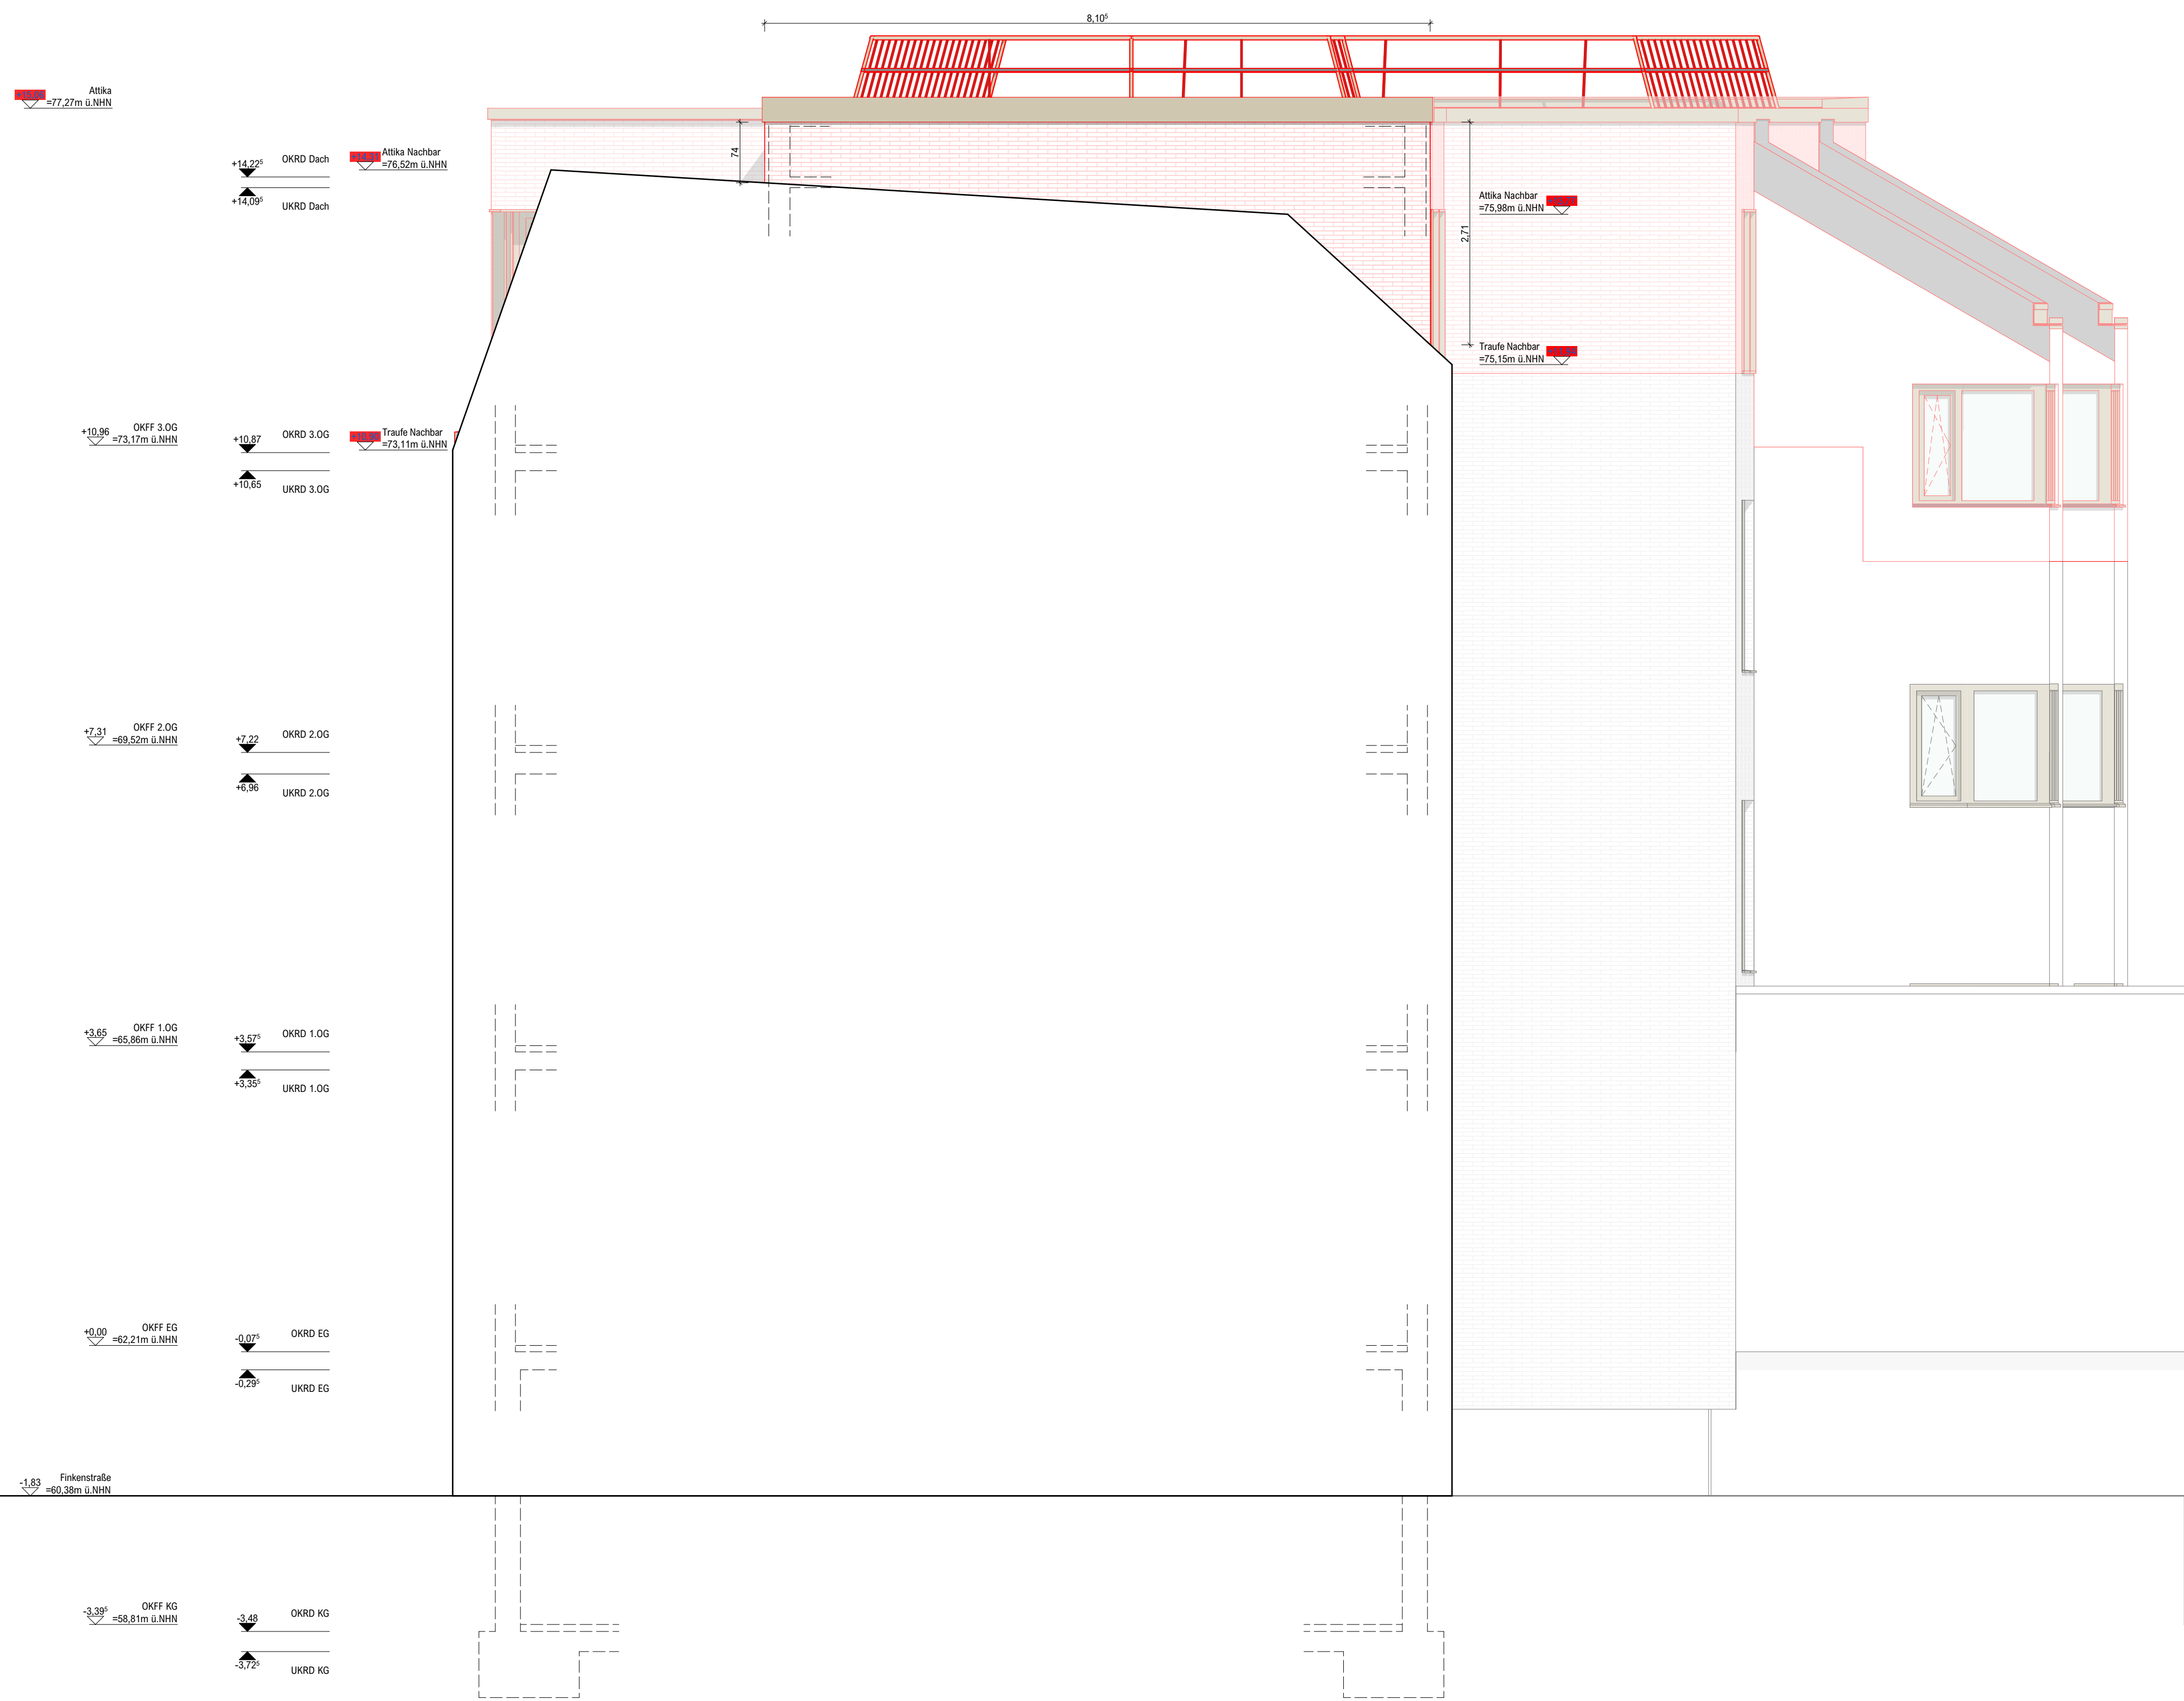 8,10⁵
Attika
+15,06
=77,27m ü.NHN
74
Attika Nachbar
+14,31
=76,52m ü.NHN
OKRD Dach
+14,22⁵
+14,09⁵
UKRD Dach
Attika Nachbar
=75,98m ü.NHN
2,71
Traufe Nachbar
=75,15m ü.NHN
OKFF 3.OG
+10,96
=73,17m ü.NHN
OKRD 3.OG
+10,87
+10,65
UKRD 3.OG
Traufe Nachbar
=73,11m ü.NHN
OKFF 2.OG
+7,31
=69,52m ü.NHN
OKRD 2.OG
+7,22
+6,96
UKRD 2.OG
OKFF 1.OG
+3,65
=65,86m ü.NHN
OKRD 1.OG
+3,57⁵
+3,35⁵
UKRD 1.OG
OKFF EG
+0,00
=62,21m ü.NHN
OKRD EG
-0,07⁵
-0,29⁵
UKRD EG
Finkenstraße
-1,83
=60,38m ü.NHN
OKFF KG
-3,39⁵
=58,81m ü.NHN
OKRD KG
-3,48
-3,72⁵
UKRD KG